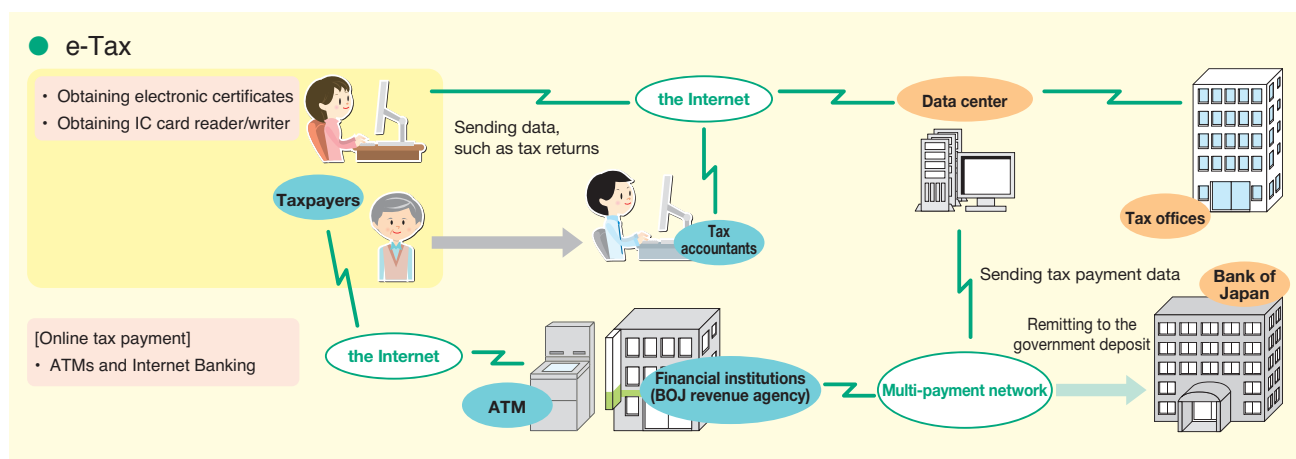 ● e-Tax
・ Obtaining electronic certificates
・ Obtaining IC card reader/writer
Taxpayers
Sending data,
such as tax returns
the Internet
Data center
Tax offices
Tax
accountants
[Online tax payment]
・ ATMs and Internet Banking
the Internet
ATM
Financial institutions
(BOJ revenue agency)
Sending tax payment data
Multi-payment network
Remitting to the
government deposit
Bank of
Japan